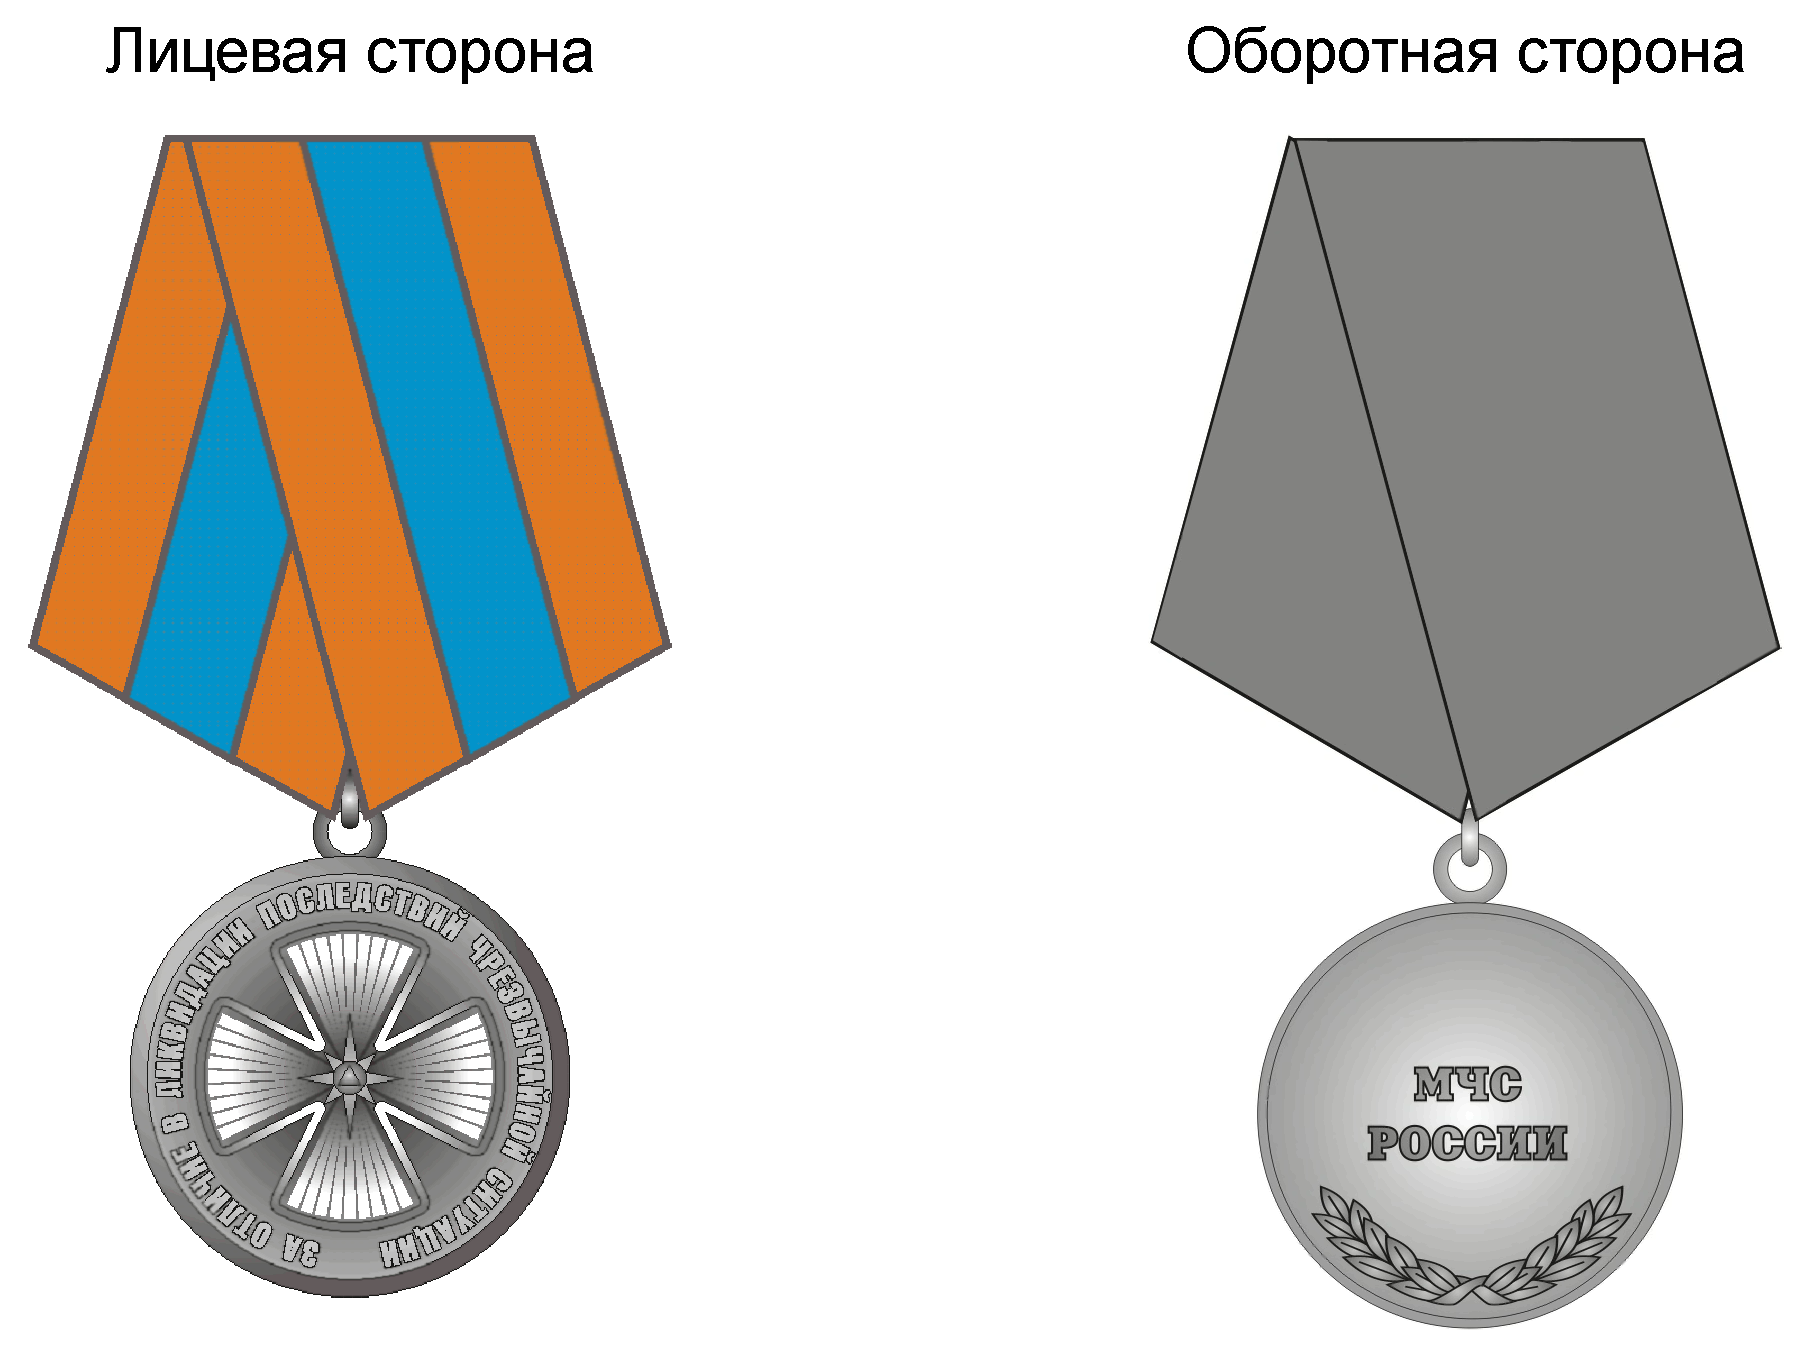 Лицевая сторона
Оборотная сторона
ЗА ОТЛИЧИЕ В ЛИКВИДАЦИИ ПОСЛЕДСТВИЙ ЧРЕЗВЫЧАЙНОЙ СИТУАЦИИ
МЧС
РОССИИ